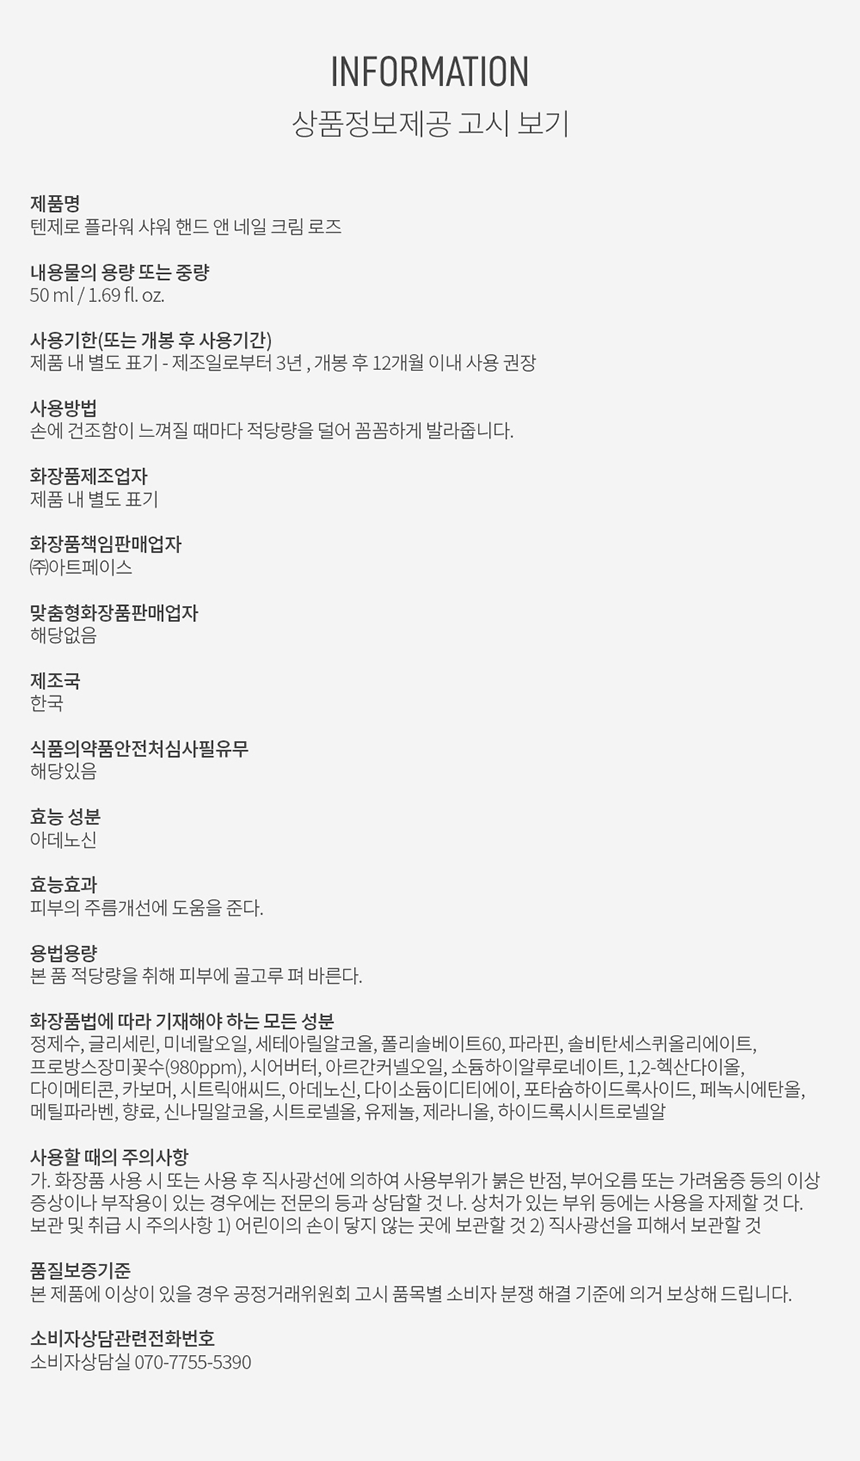 INFORMATION
상품정보제공 고시 보기
제품명
텐제로 플라워 샤워 핸드 앤 네일 크림 로즈
내용물의 용량 또는 중량
50 ml / 1.69 fl. oz.
사용기한(또는 개봉 후 사용기간)
제품 내 별도 표기 - 제조일로부터 3년 , 개봉 후 12개월 이내 사용 권장
사용방법
손에 건조함이 느껴질 때마다 적당량을 덜어 꼼꼼하게 발라줍니다.
화장품제조업자
제품 내 별도 표기
화장품책임판매업자
㈜아트페이스
맞춤형화장품판매업자
해당없음
제조국
한국
식품의약품안전처심사필유무
해당있음
효능 성분
아데노신
효능효과
피부의 주름개선에 도움을 준다.
용법용량
본 품 적당량을 취해 피부에 골고루 펴 바른다.
화장품법에 따라 기재해야 하는 모든 성분
정제수, 글리세린, 미네랄오일, 세테아릴알코올, 폴리솔베이트60, 파라핀, 솔비탄세스퀴올리에이트,
프로방스장미꽃수(980ppm), 시어버터, 아르간커넬오일, 소듐하이알루로네이트, 1,2-헥산다이올,
다이메티콘, 카보머, 시트릭애씨드, 아데노신, 다이소듐이디티에이, 포타슘하이드록사이드, 페녹시에탄올,
메틸파라벤, 향료, 신나밀알코올, 시트로넬올, 유제놀, 제라니올, 하이드록시시트로넬알
사용할 때의 주의사항
가. 화장품 사용 시 또는 사용 후 직사광선에 의하여 사용부위가 붉은 반점, 부어오름 또는 가려움증 등의 이상
증상이나 부작용이 있는 경우에는 전문의 등과 상담할 것 나. 상처가 있는 부위 등에는 사용을 자제할 것 다.
보관 및 취급 시 주의사항 1) 어린이의 손이 닿지 않는 곳에 보관할 것 2) 직사광선을 피해서 보관할 것
품질보증기준
본 제품에 이상이 있을 경우 공정거래위원회 고시 품목별 소비자 분쟁 해결 기준에 의거 보상해 드립니다.
소비자상담관련전화번호
소비자상담실 070-7755-5390